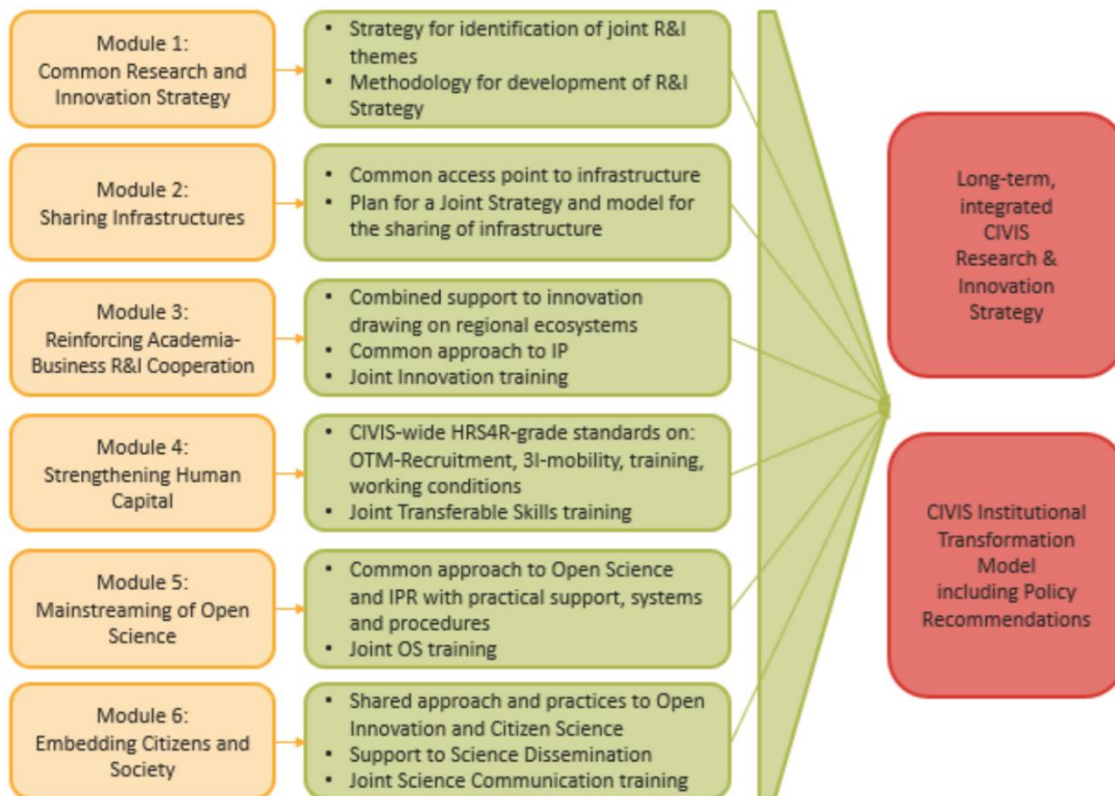 Module 1:
Common Research and
Innovation Strategy
• Strategy for identification of joint R&I
themes
• Methodology for development of R&I
Strategy
Module 2:
Sharing Infrastructures
• Common access point to infrastructure
• Plan for a Joint Strategy and model for
the sharing of infrastructure
Module 3:
Reinforcing Academia-
Business R&I Cooperation
• Combined support to innovation
drawing on regional ecosystems
• Common approach to IP
• Joint Innovation training
Module 4:
Strengthening Human
Capital
• CIVIS-wide HRS4R-grade standards on:
OTM-Recruitment, 3I-mobility, training,
working conditions
• Joint Transferable Skills training
Module 5:
Mainstreaming of Open
Science
• Common approach to Open Science
and IPR with practical support, systems
and procedures
• Joint OS training
Module 6:
Embedding Citizens and
Society
• Shared approach and practices to Open
Innovation and Citizen Science
• Support to Science Dissemination
• Joint Science Communication training
Long-term,
integrated
CIVIS
Research &
Innovation
Strategy
CIVIS Institutional
Transformation
Model
including Policy
Recommendations